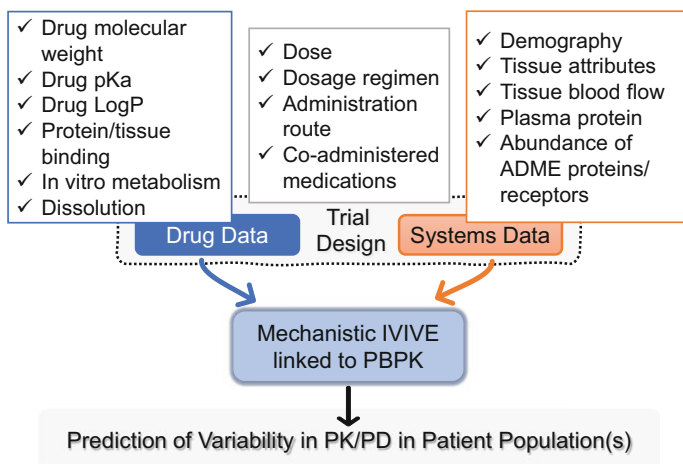 ✓ Drug molecular
weight
✓ Drug pKa
✓ Drug LogP
✓ Protein/tissue
binding
✓ In vitro metabolism
✓ Dissolution
✓ Dose
✓ Dosage regimen
✓ Administration
route
✓ Co-administered
medications
✓ Demography
✓ Tissue attributes
✓ Tissue blood flow
✓ Plasma protein
✓ Abundance of
ADME proteins/
receptors
Drug Data
Trial
Design
Systems Data
Mechanistic IVIVE
linked to PBPK
Prediction of Variability in PK/PD in Patient Population(s)